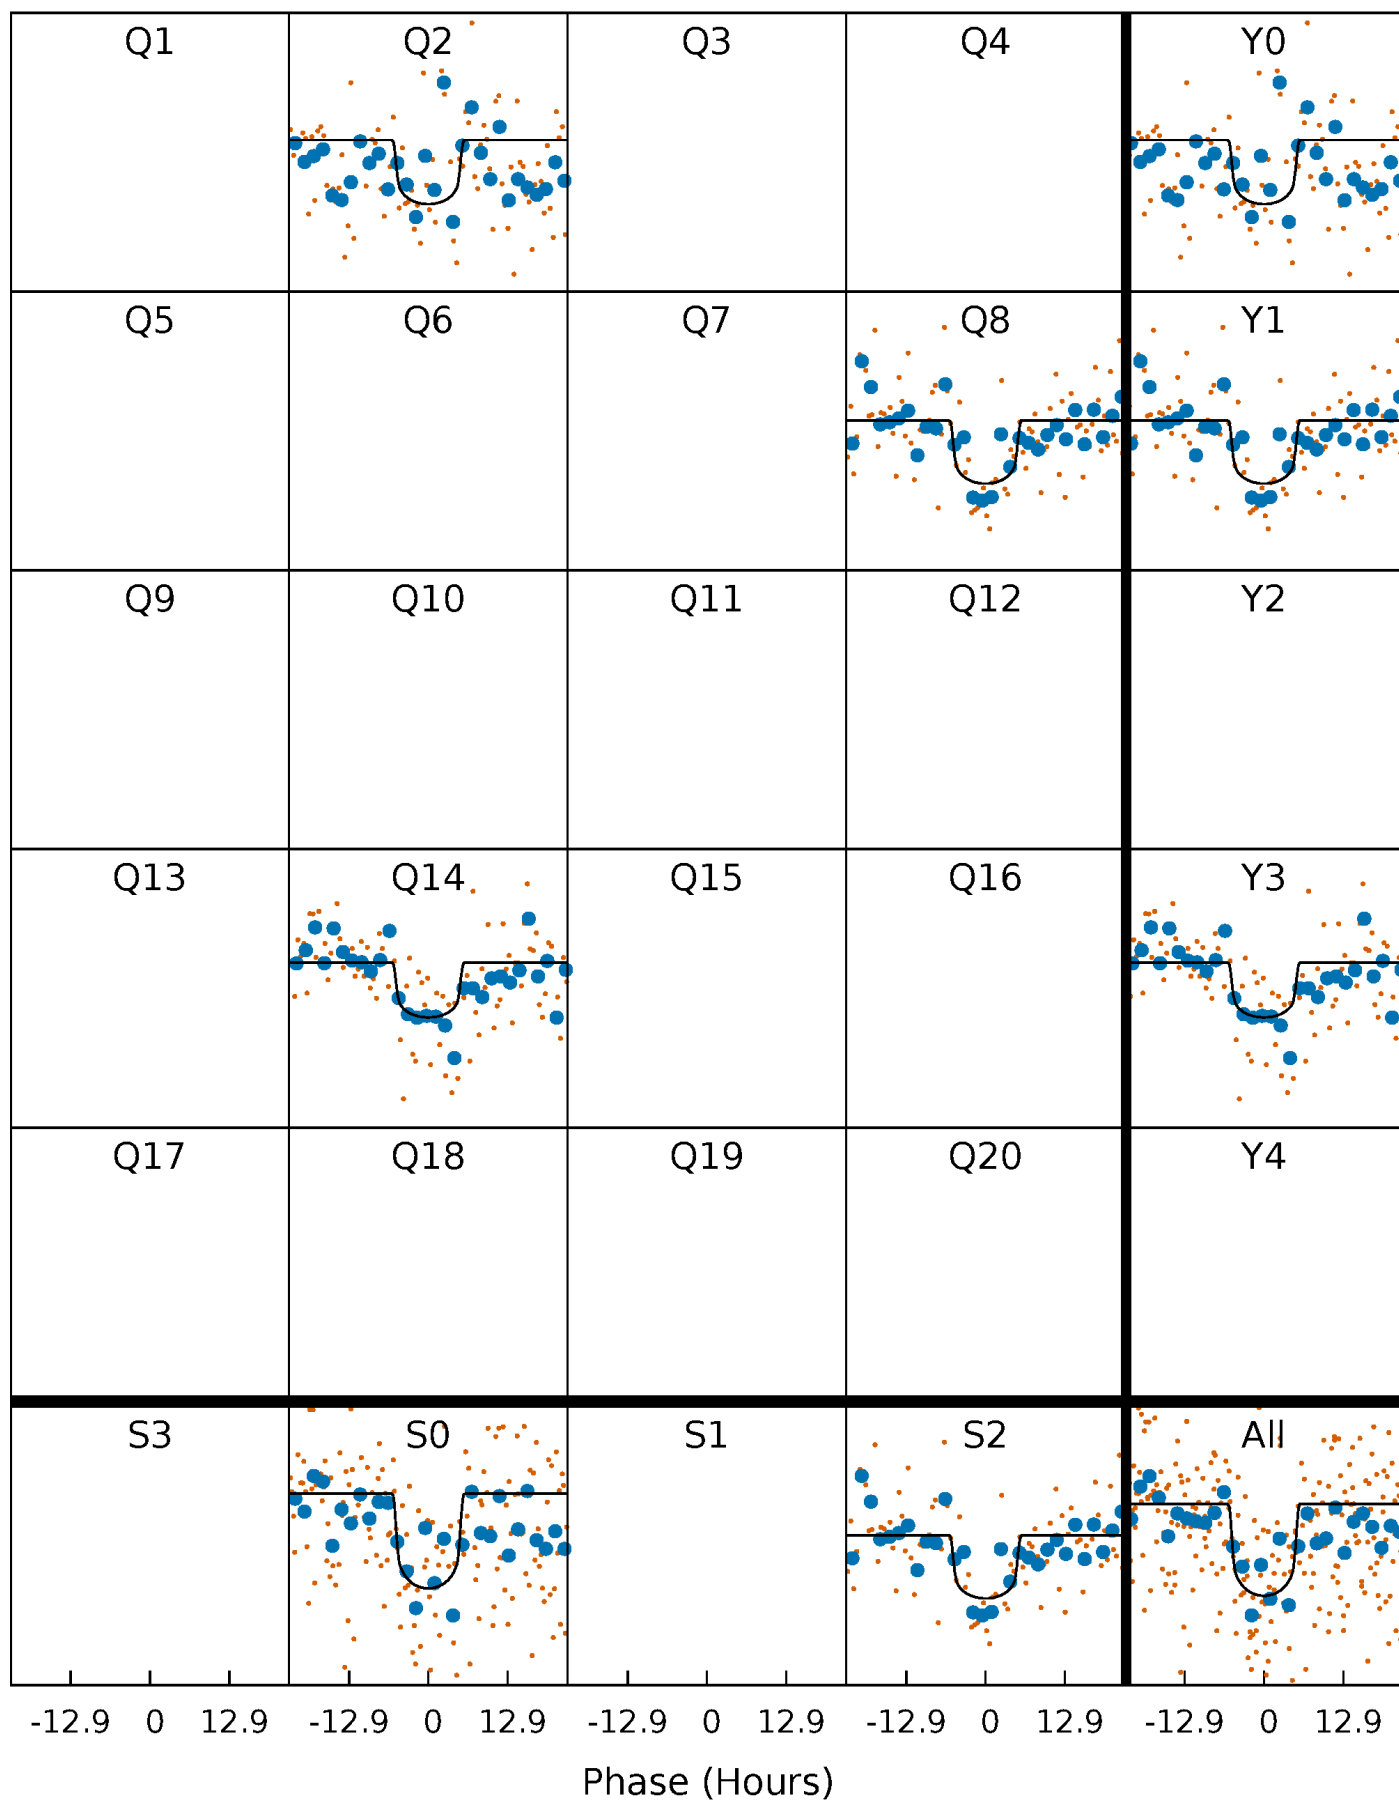 Q1 Q2 Q3 Q4 Y0
Q5 Q6 Q7 Q8 Y1
Q9 Q10 Q11 Q12 Y2
Q13 Q14 Q15 Q16 Y3
Q17 Q18 Q19 Q20 Y4
S3 S0 S1 S2 All
-12.9 0 12.9 -12.9 0 12.9 -12.9 0 12.9 -12.9 0 12.9 -12.9 0 12.9
Phase (Hours)